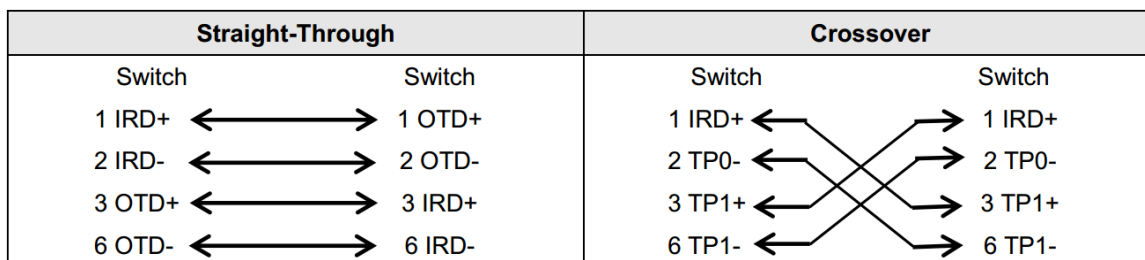 Straight-Through Crossover
Switch Switch Switch Switch
1 IRD+ 1 OTD+ 1 IRD+ 1 IRD+
2 IRD- 2 OTD- 2 TP0- 2 TP0-
3 OTD+ 3 IRD+ 3 TP1+ 3 TP1+
6 OTD- 6 IRD- 6 TP1- 6 TP1-